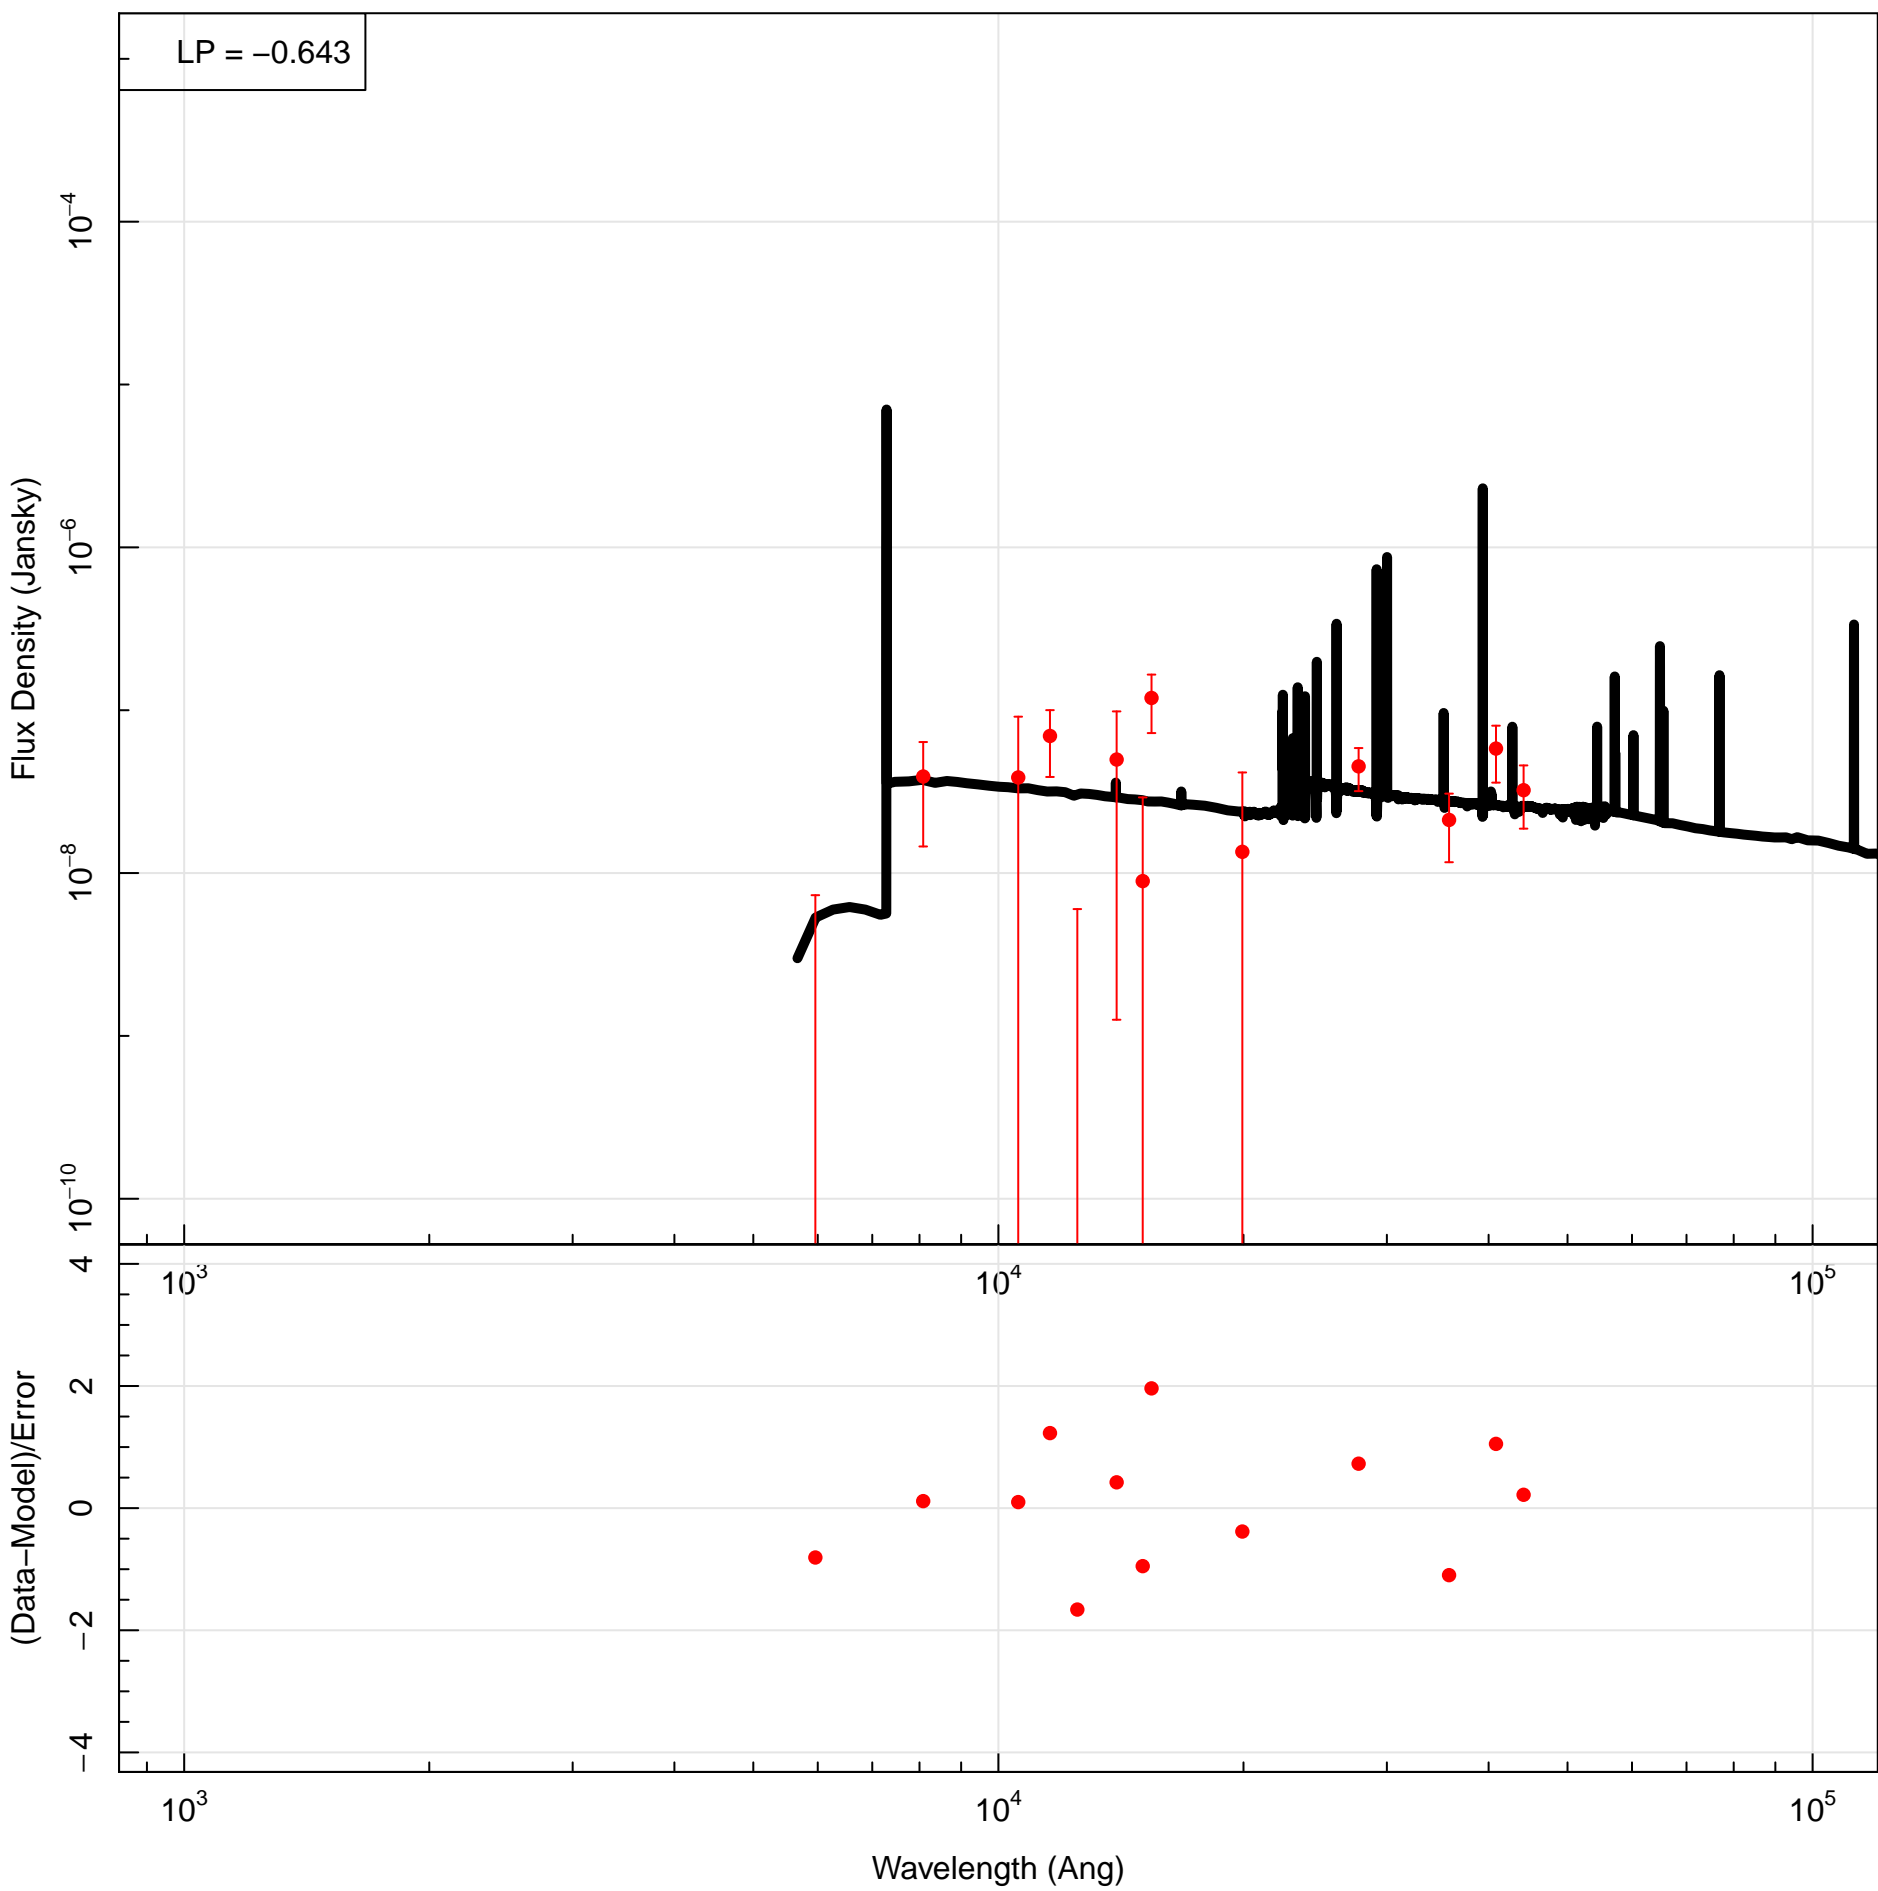 LP = −0.643
Flux Density (Jansky)
10⁻⁴
10⁻⁶
10⁻⁸
10⁻¹⁰
10³ 10⁴ 10⁵
(Data−Model)/Error
4
2
0
−2
−4
10³ 10⁴ 10⁵
Wavelength (Ang)